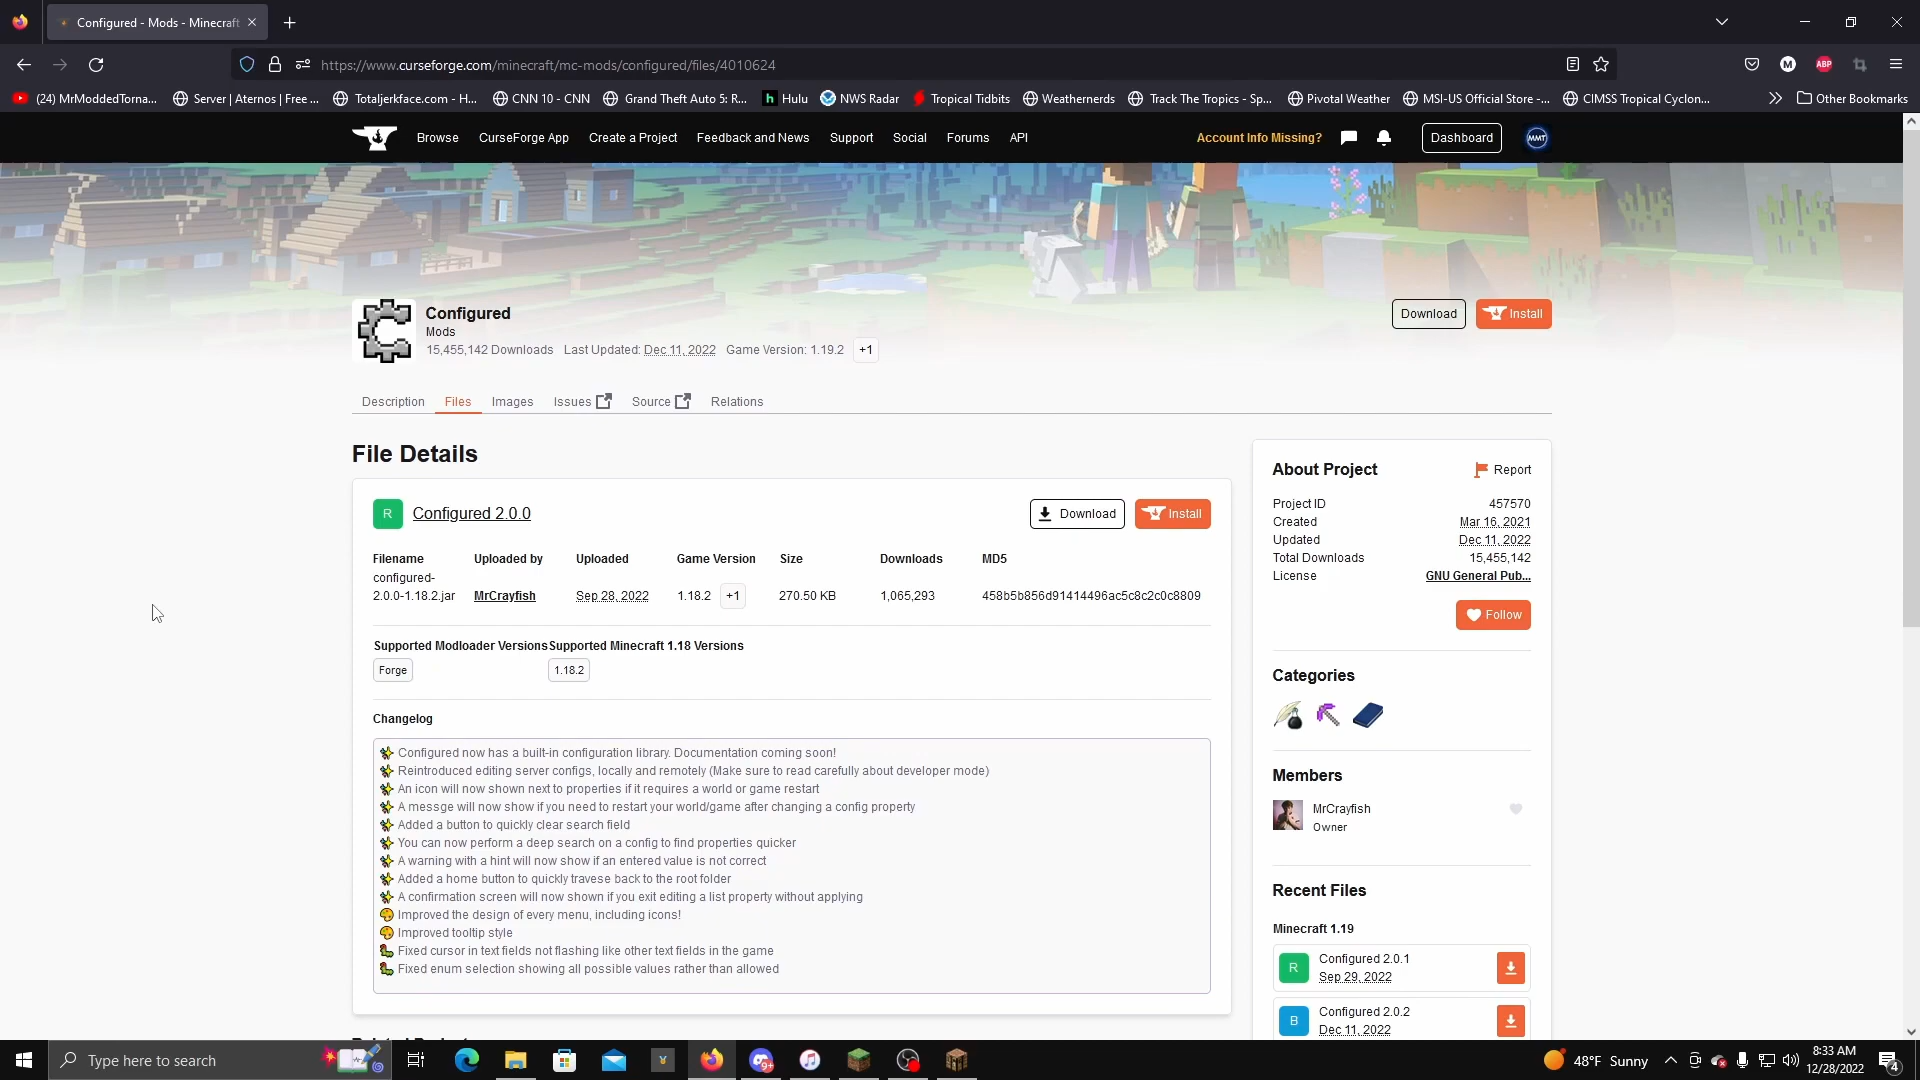 Configured - Mods - Minecraft
https://www.curseforge.com/minecraft/mc-mods/configured/files/4010624
M
ABP
(24) MrModdedTorna...
Server | Aternos | Free ...
Totaljerkface.com - H...
CNN 10 - CNN
Grand Theft Auto 5: R...
h
Hulu
NWS Radar
Tropical Tidbits
Weathernerds
Track The Tropics - Sp...
Pivotal Weather
MSI-US Official Store -...
CIMSS Tropical Cyclon...
Other Bookmarks
Browse
CurseForge App
Create a Project
Feedback and News
Support
Social
Forums
API
Account Info Missing?
Dashboard
MMT
Configured
Mods
15,455,142 Downloads Last Updated: Dec 11, 2022 Game Version: 1.19.2 +1
Download
Install
Description
Files
Images
Issues
Source
Relations
File Details
R
Configured 2.0.0
Download
Install
Filename Uploaded by Uploaded Game Version Size Downloads MD5
configured-
2.0.0-1.18.2.jar MrCrayfish Sep 28, 2022 1.18.2 +1 270.50 KB 1,065,293 458b5b856d91414496ac5c8c2c0c8809
Supported Modloader Versions Supported Minecraft 1.18 Versions
Forge 1.18.2
Changelog
✨ Configured now has a built-in configuration library. Documentation coming soon!
✨ Reintroduced editing server configs, locally and remotely (Make sure to read carefully about developer mode)
✨ An icon will now shown next to properties if it requires a world or game restart
✨ A messge will now show if you need to restart your world/game after changing a config property
✨ Added a button to quickly clear search field
✨ You can now perform a deep search on a config to find properties quicker
✨ A warning with a hint will now show if an entered value is not correct
✨ Added a home button to quickly travese back to the root folder
✨ A confirmation screen will now shown if you exit editing a list property without applying
🎨 Improved the design of every menu, including icons!
🎨 Improved tooltip style
🐛 Fixed cursor in text fields not flashing like other text fields in the game
🐛 Fixed enum selection showing all possible values rather than allowed
About Project
Report
Project ID 457570
Created Mar 16, 2021
Updated Dec 11, 2022
Total Downloads 15,455,142
License GNU General Pub...
Follow
Categories
Members
MrCrayfish
Owner
Recent Files
Minecraft 1.19
R
Configured 2.0.1
Sep 29, 2022
B
Configured 2.0.2
Dec 11, 2022
Type here to search
9+
48°F Sunny
8:33 AM
12/28/2022
4